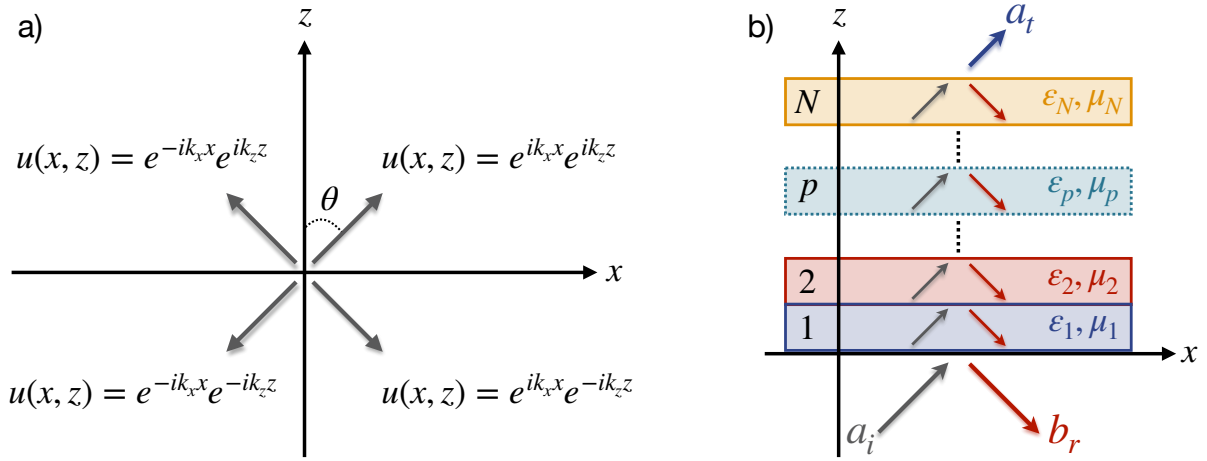 a)
z
u(x, z) = e^{-ik_x x} e^{ik_z z}
u(x, z) = e^{ik_x x} e^{ik_z z}
θ
x
u(x, z) = e^{-ik_x x} e^{-ik_z z}
u(x, z) = e^{ik_x x} e^{-ik_z z}
b)
z
a_t
N
ε_N, μ_N
p
ε_p, μ_p
2
ε_2, μ_2
1
ε_1, μ_1
x
a_i
b_r